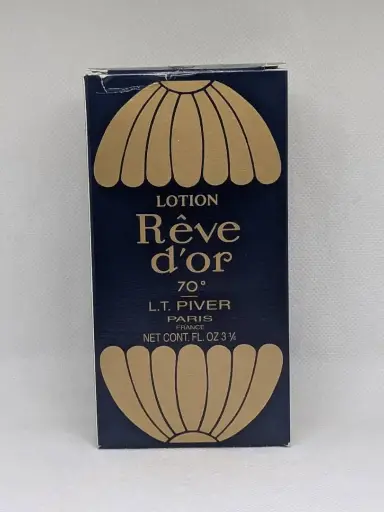 LOTION
Rêve
d'or
70°
L.T. PIVER
PARIS
FRANCE
NET CONT. FL. OZ 3 ¼